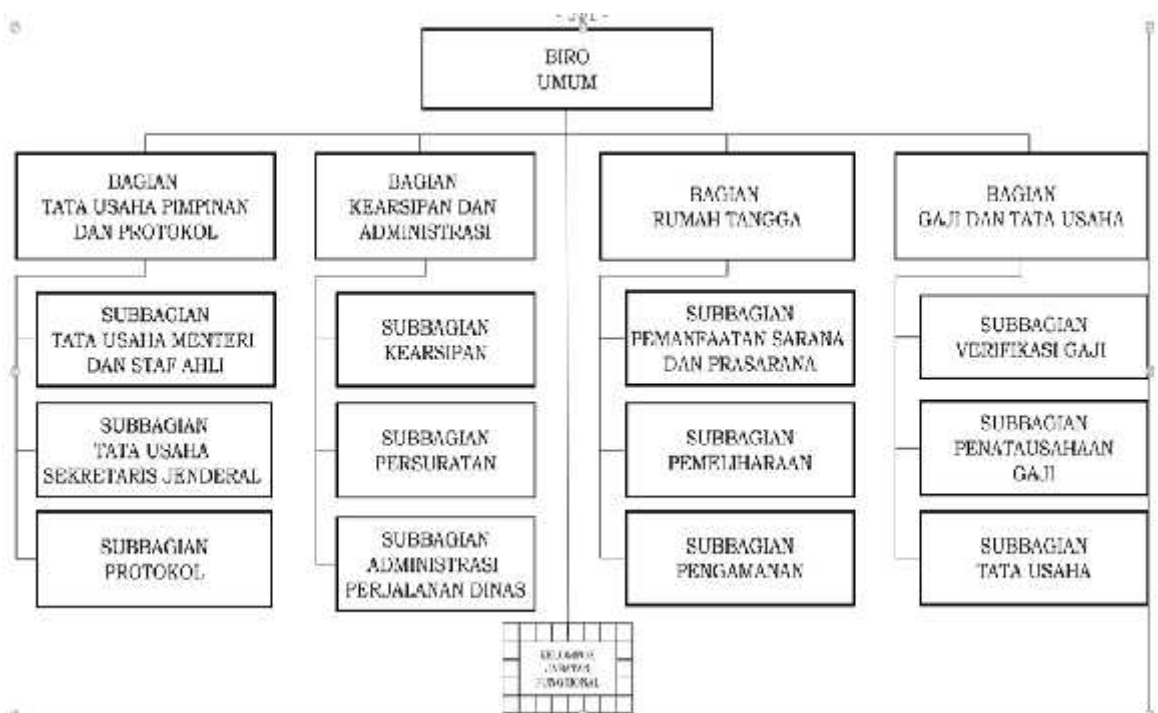 BIRO
UMUM
BAGIAN
TATA USAHA PIMPINAN
DAN PROTOKOL
BAGIAN
KEARSIPAN DAN
ADMINISTRASI
BAGIAN
RUMAH TANGGA
BAGIAN
GAJI DAN TATA USAHA
SUBBAGIAN
TATA USAHA MENTERI
DAN STAF AHLI
SUBBAGIAN
KEARSIPAN
SUBBAGIAN
PEMANFAATAN SARANA
DAN PRASARANA
SUBBAGIAN
VERIFIKASI GAJI
SUBBAGIAN
TATA USAHA
SEKRETARIS JENDERAL
SUBBAGIAN
PERSURATAN
SUBBAGIAN
PEMELIHARAAN
SUBBAGIAN
PENATAUSAHAAN
GAJI
SUBBAGIAN
PROTOKOL
SUBBAGIAN
ADMINISTRASI
PERJALANAN DINAS
SUBBAGIAN
PENGAMANAN
SUBBAGIAN
TATA USAHA
KELOMPOK
JABATAN
FUNGSIONAL